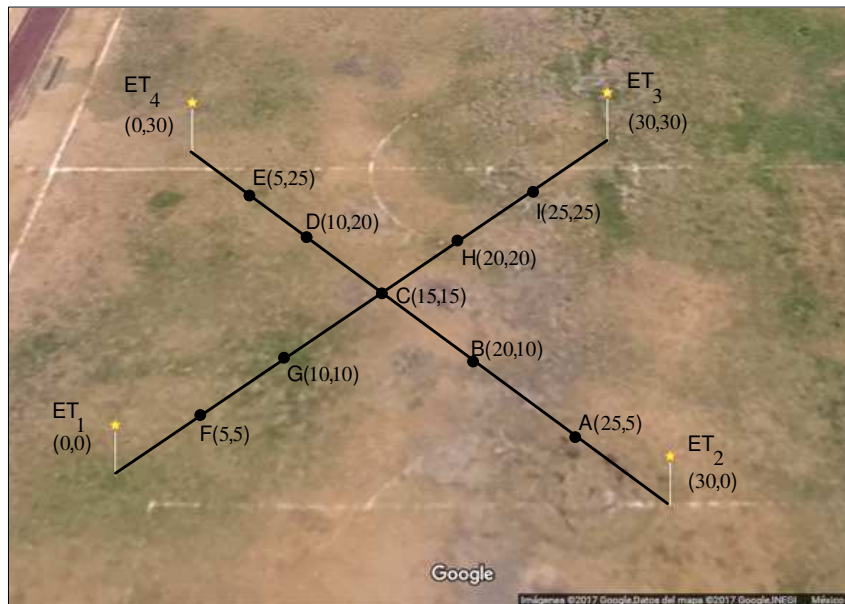 ET4
(0,30)
ET3
(30,30)
E(5,25)
D(10,20)
I(25,25)
H(20,20)
C(15,15)
B(20,10)
G(10,10)
ET1
(0,0)
F(5,5)
A(25,5)
ET2
(30,0)
Google
Imágenes ©2017 Google,Datos del mapa ©2017 Google,INEGI México